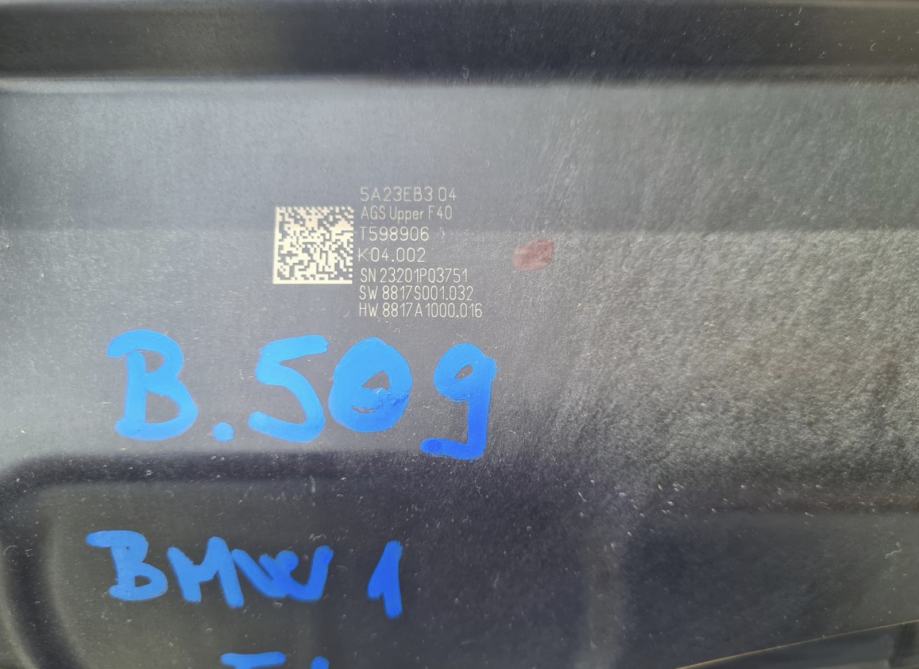 5A23EB3 04
AGS Upper F40
T598906
K04.002
SN 23201P03751
SW 8817S001.032
HW 8817A1000.016
B.509
BMW 1